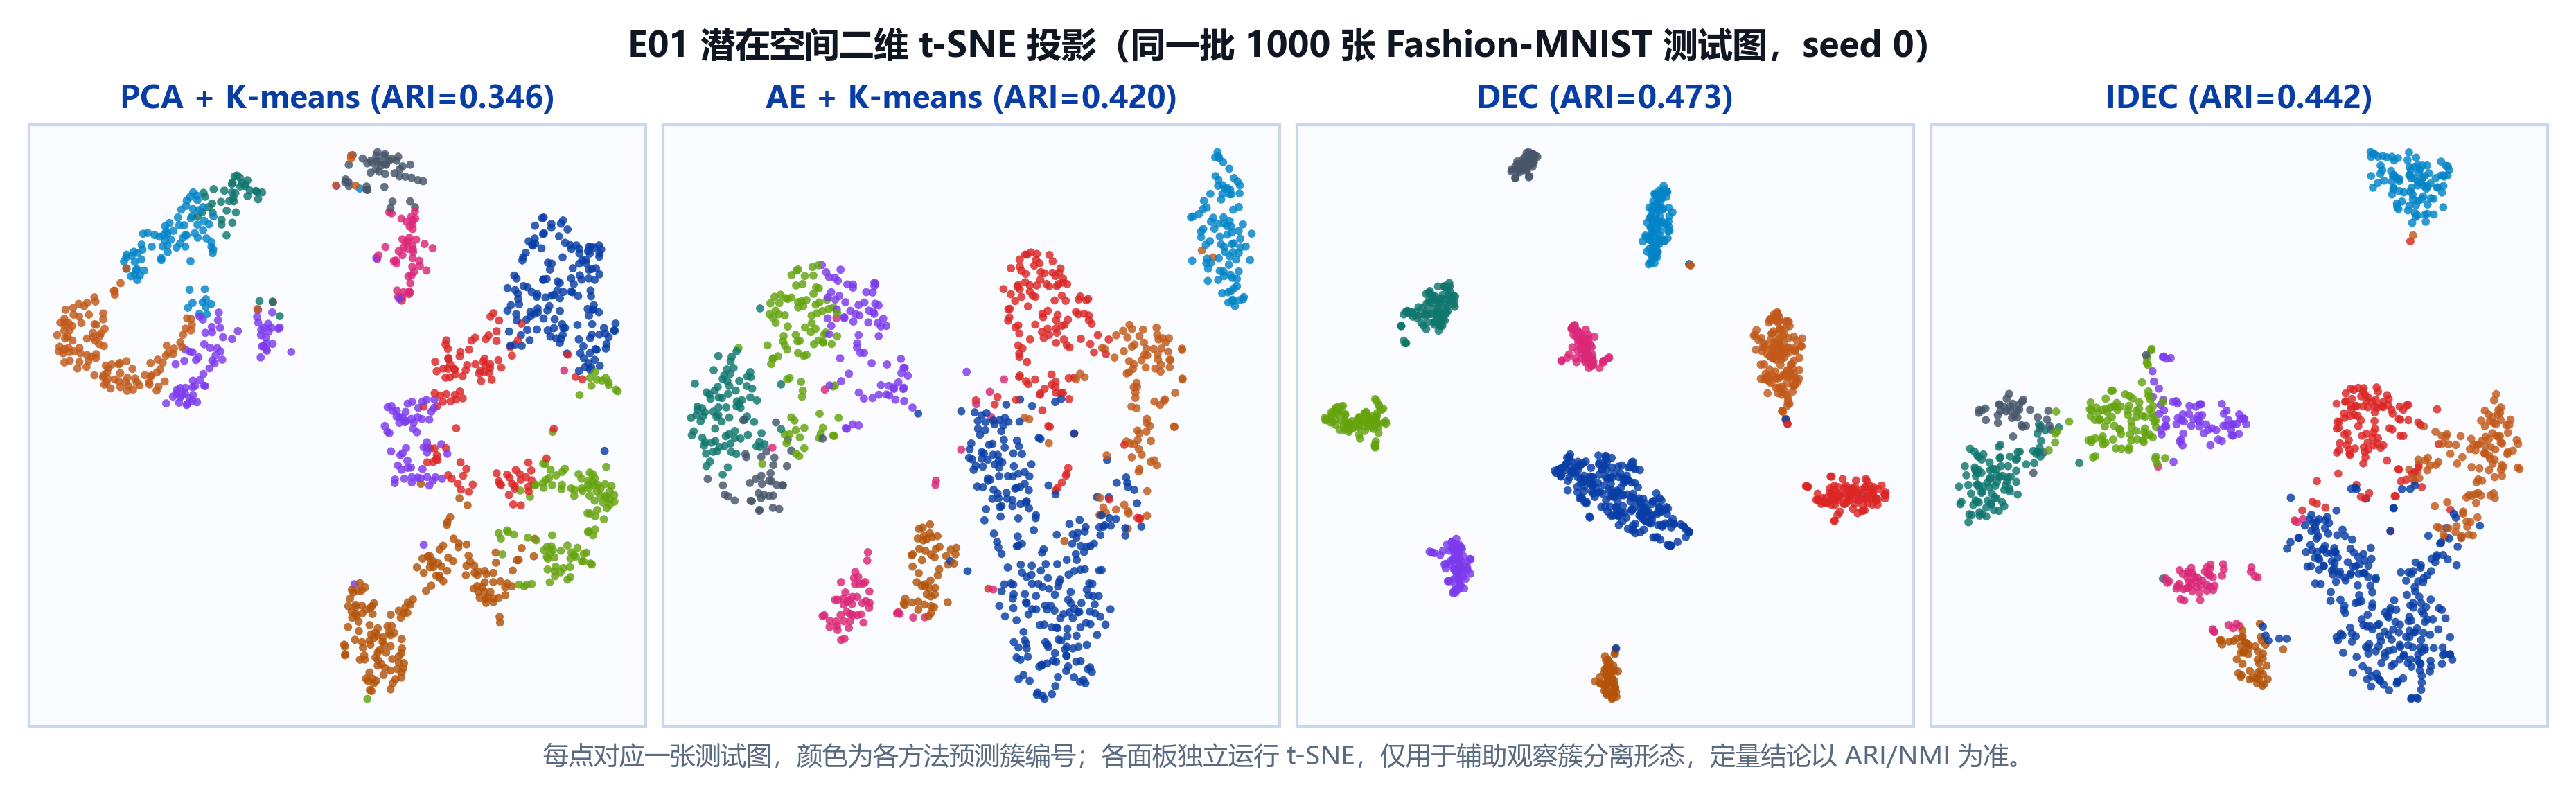 E01 潜在空间二维 t-SNE 投影（同一批 1000 张 Fashion-MNIST 测试图，seed 0）
PCA + K-means (ARI=0.346)
AE + K-means (ARI=0.420)
DEC (ARI=0.473)
IDEC (ARI=0.442)
每点对应一张测试图，颜色为各方法预测簇编号；各面板独立运行 t-SNE，仅用于辅助观察簇分离形态，定量结论以 ARI/NMI 为准。